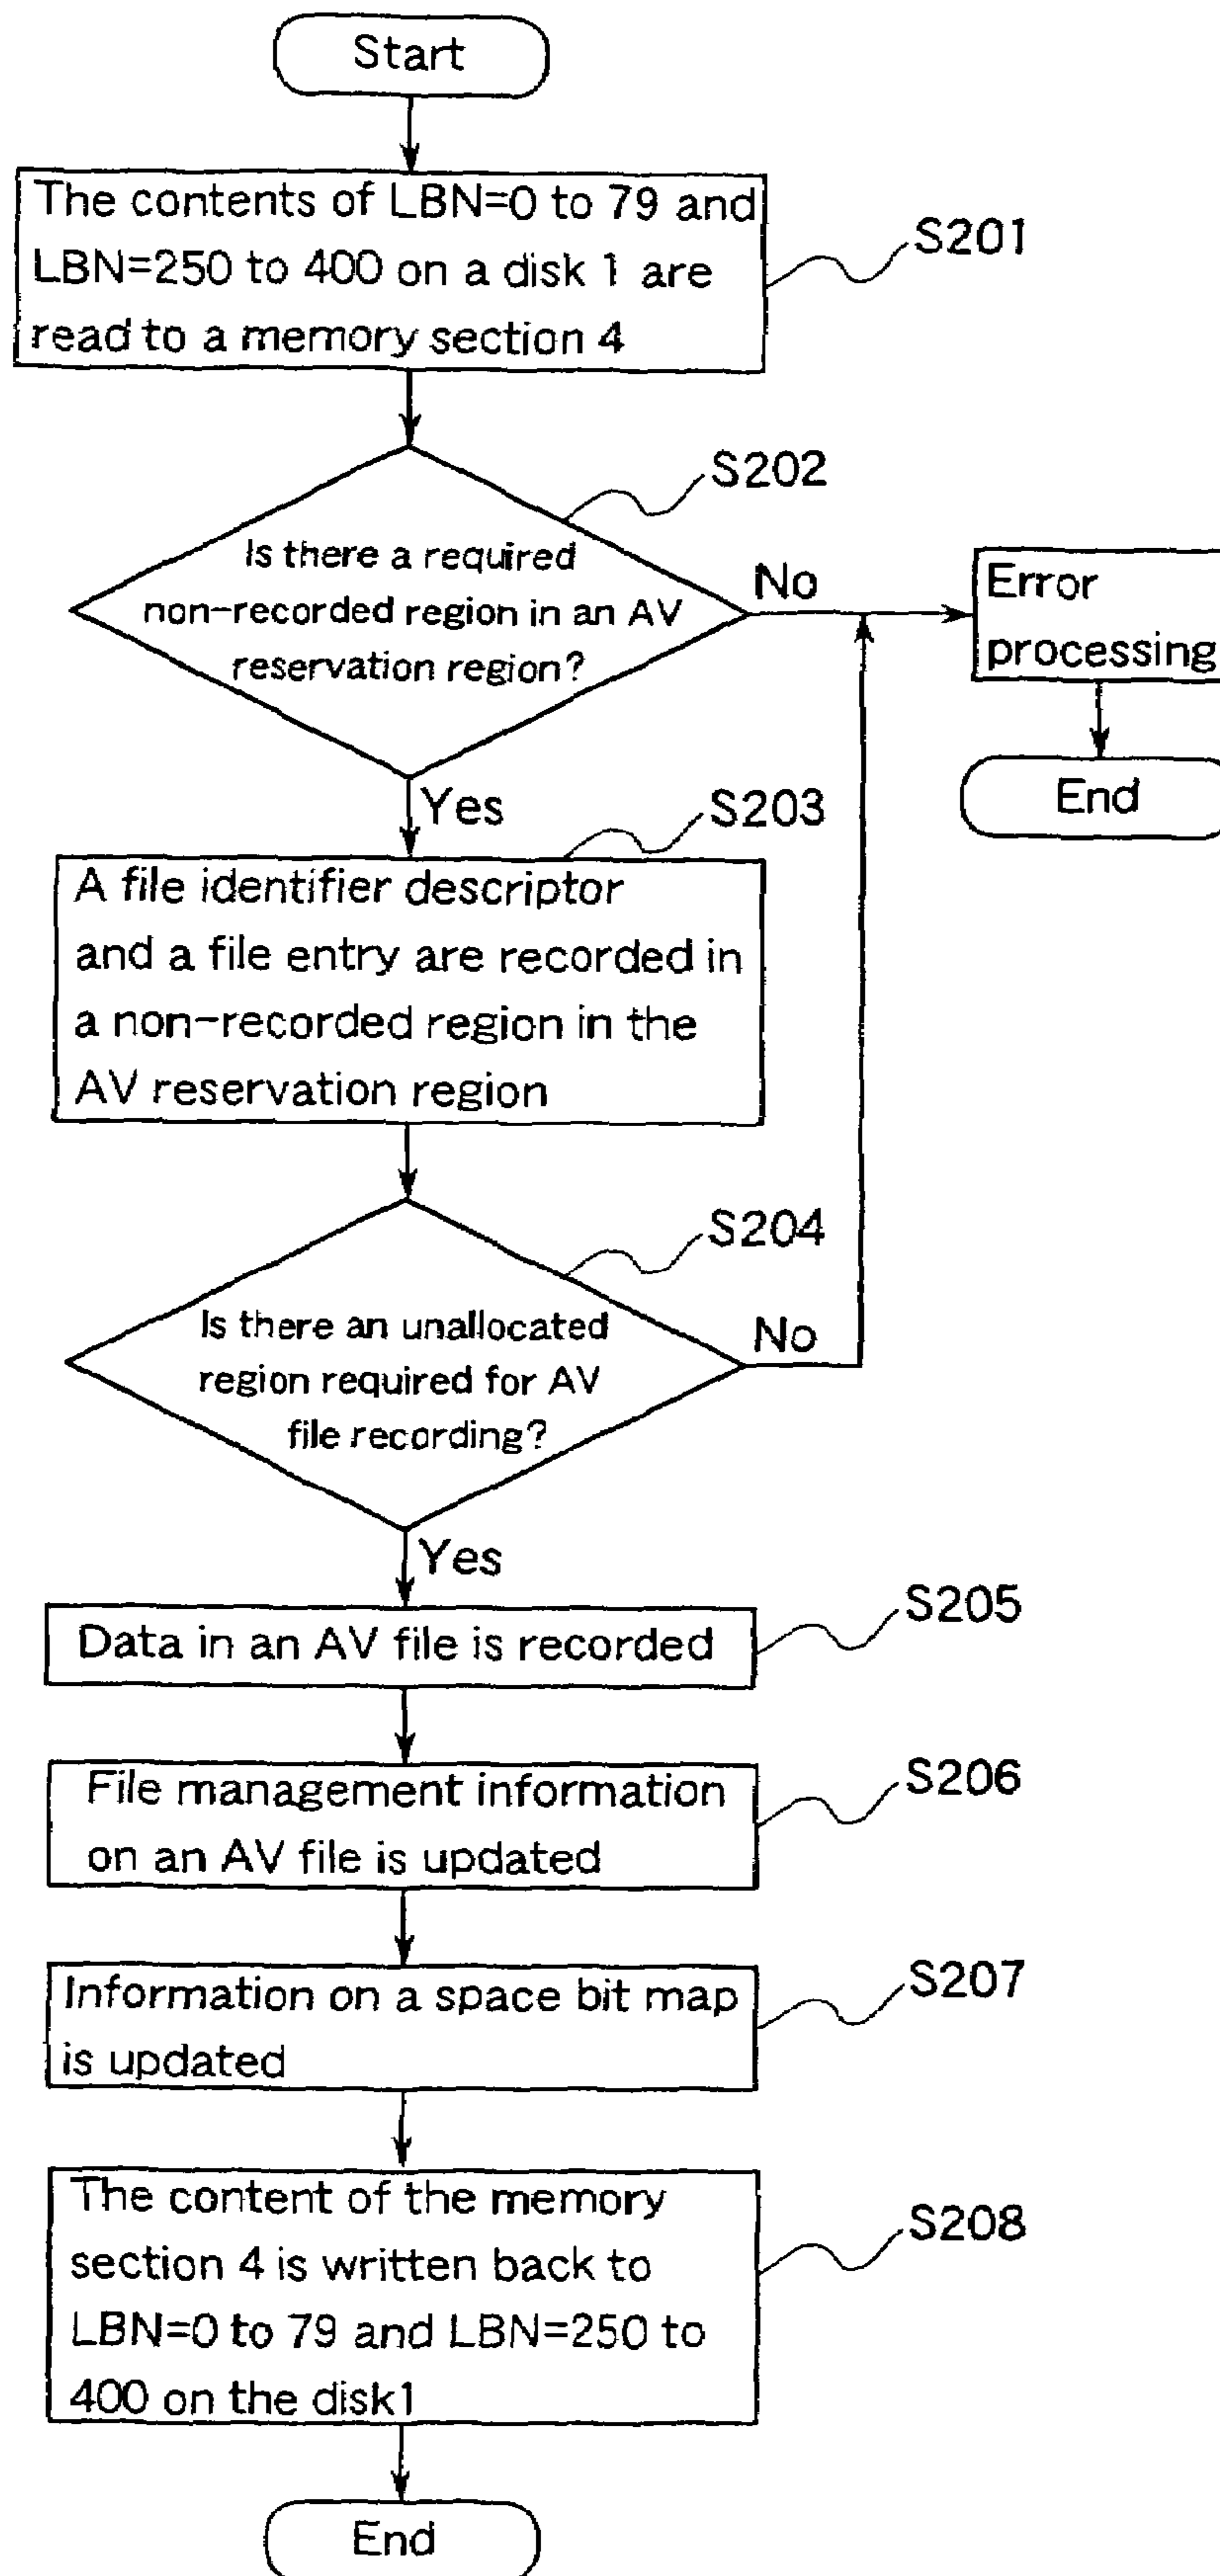 Start
The contents of LBN=0 to 79 and
LBN=250 to 400 on a disk 1 are
read to a memory section 4
S201
S202
Is there a required
non-recorded region in an AV
reservation region?
No
Error
processing
End
Yes
S203
A file identifier descriptor
and a file entry are recorded in
a non-recorded region in the
AV reservation region
S204
Is there an unallocated
region required for AV
file recording?
No
Yes
S205
Data in an AV file is recorded
S206
File management information
on an AV file is updated
S207
Information on a space bit map
is updated
S208
The content of the memory
section 4 is written back to
LBN=0 to 79 and LBN=250 to
400 on the disk1
End